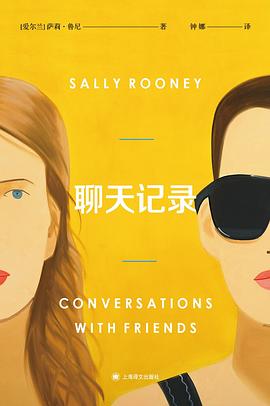 [爱尔兰] 萨莉·鲁尼 —— 著 钟 娜 —— 译
SALLY ROONEY
聊天记录
CONVERSATIONS
WITH FRIENDS
上海译文出版社